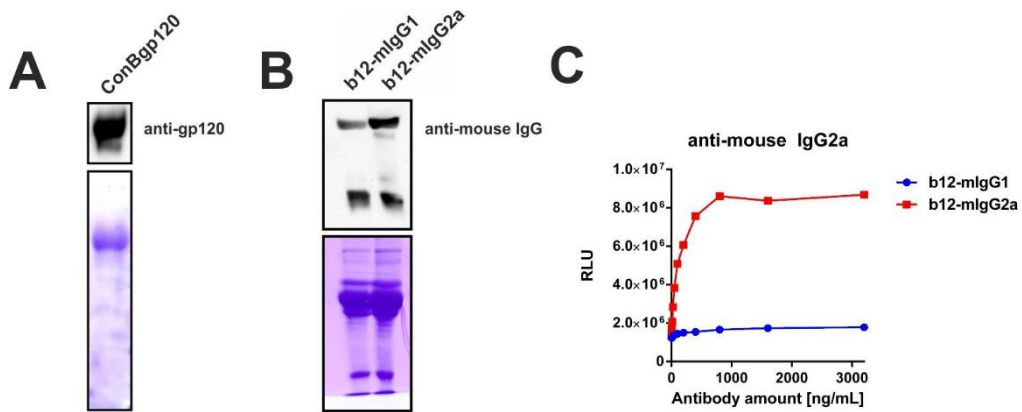 A
ConBgp120
anti-gp120
B
b12-mIgG1
b12-mIgG2a
anti-mouse IgG
C
anti-mouse IgG2a
1.0×10⁷
8.0×10⁶
6.0×10⁶
4.0×10⁶
2.0×10⁶
0
RLU
0 1000 2000 3000
Antibody amount [ng/mL]
b12-mIgG1
b12-mIgG2a